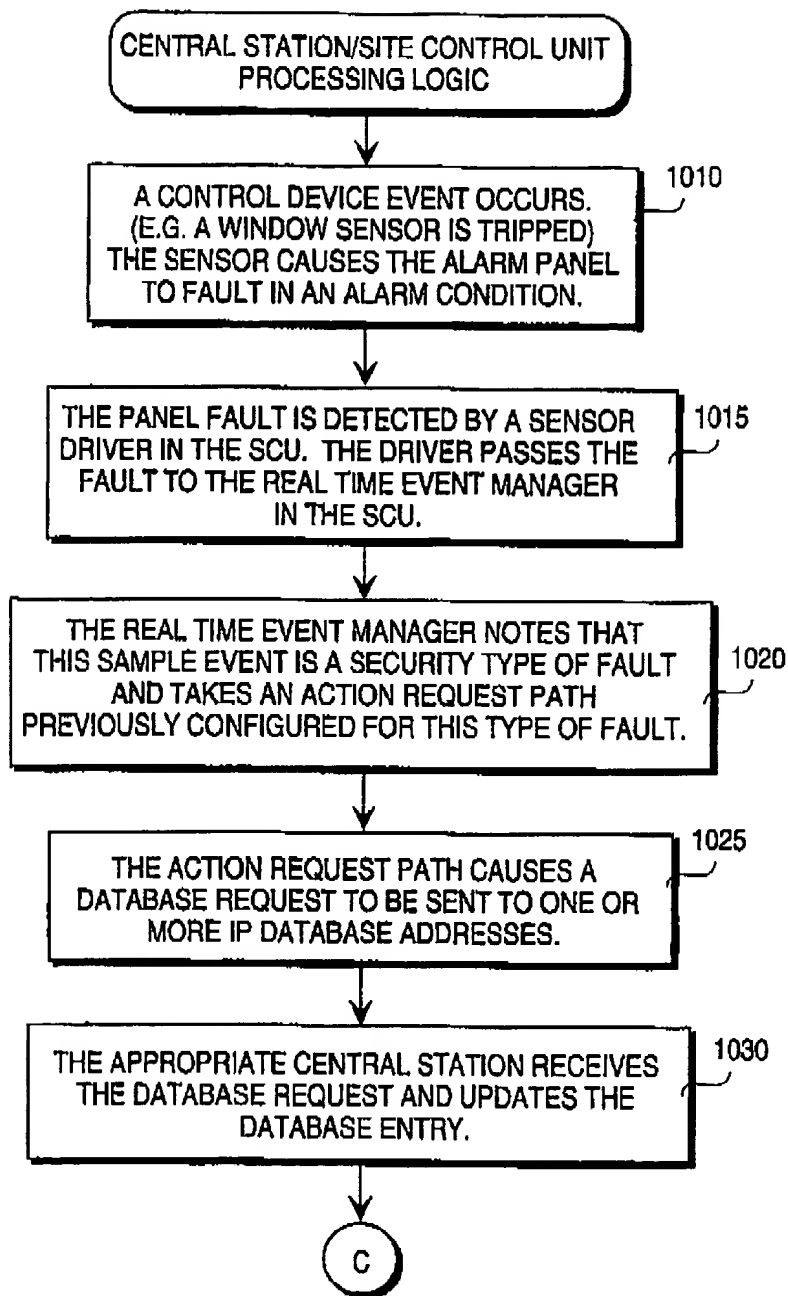 CENTRAL STATION/SITE CONTROL UNIT
PROCESSING LOGIC
1010
A CONTROL DEVICE EVENT OCCURS.
(E.G. A WINDOW SENSOR IS TRIPPED)
THE SENSOR CAUSES THE ALARM PANEL
TO FAULT IN AN ALARM CONDITION.
1015
THE PANEL FAULT IS DETECTED BY A SENSOR
DRIVER IN THE SCU. THE DRIVER PASSES THE
FAULT TO THE REAL TIME EVENT MANAGER
IN THE SCU.
1020
THE REAL TIME EVENT MANAGER NOTES THAT
THIS SAMPLE EVENT IS A SECURITY TYPE OF FAULT
AND TAKES AN ACTION REQUEST PATH
PREVIOUSLY CONFIGURED FOR THIS TYPE OF FAULT.
1025
THE ACTION REQUEST PATH CAUSES A
DATABASE REQUEST TO BE SENT TO ONE OR
MORE IP DATABASE ADDRESSES.
1030
THE APPROPRIATE CENTRAL STATION RECEIVES
THE DATABASE REQUEST AND UPDATES THE
DATABASE ENTRY.
C